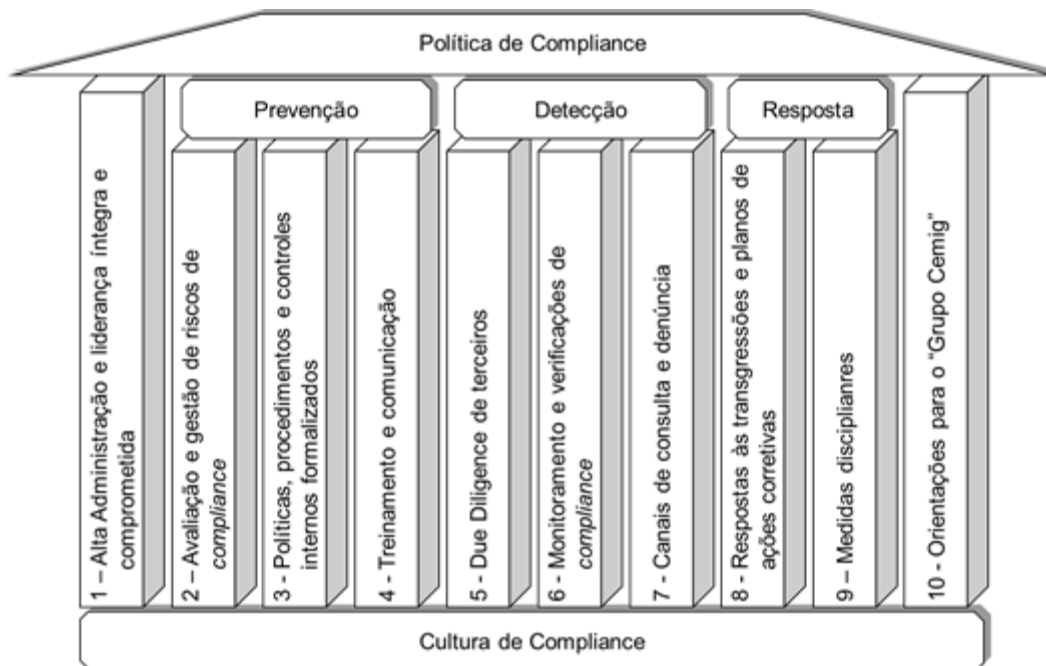 Política de Compliance
Prevenção
Detecção
Resposta
1 – Alta Administração e liderança íntegra e
comprometida
2 – Avaliação e gestão de riscos de
compliance
3 - Políticas, procedimentos e controles
internos formalizados
4 - Treinamento e comunicação
5 - Due Diligence de terceiros
6 - Monitoramento e verificações de
compliance
7 - Canais de consulta e denúncia
8 - Respostas às transgressões e planos de
ações corretivas
9 – Medidas disciplianres
10 - Orientações para o "Grupo Cemig"
Cultura de Compliance